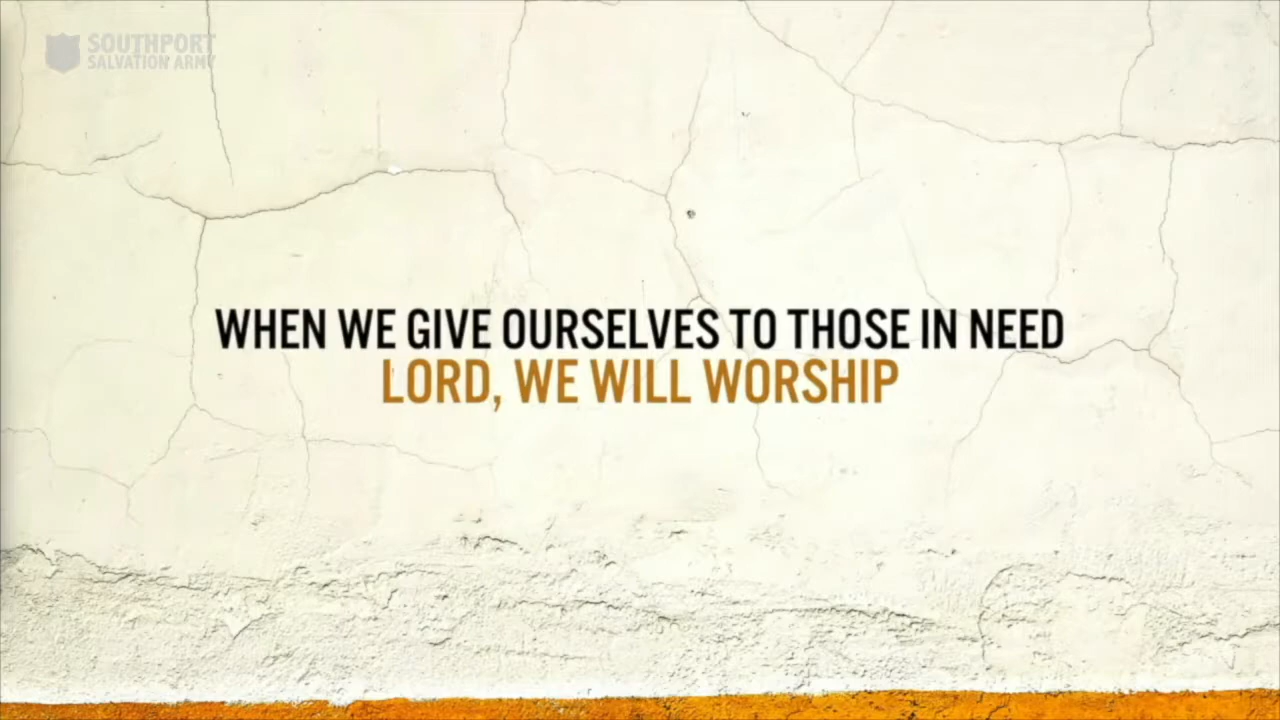 SOUTHPORT
SALVATION ARMY
WHEN WE GIVE OURSELVES TO THOSE IN NEED
LORD, WE WILL WORSHIP